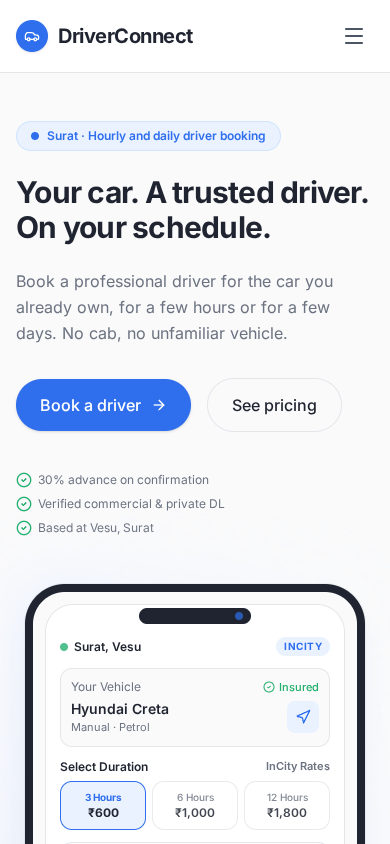 DriverConnect
Surat · Hourly and daily driver booking
Your car. A trusted driver.
On your schedule.
Book a professional driver for the car you
already own, for a few hours or for a few
days. No cab, no unfamiliar vehicle.
Book a driver → See pricing
30% advance on confirmation
Verified commercial & private DL
Based at Vesu, Surat
Surat, Vesu INCITY
Your Vehicle Insured
Hyundai Creta
Manual · Petrol
Select Duration InCity Rates
3 Hours 6 Hours 12 Hours
₹600 ₹1,000 ₹1,800